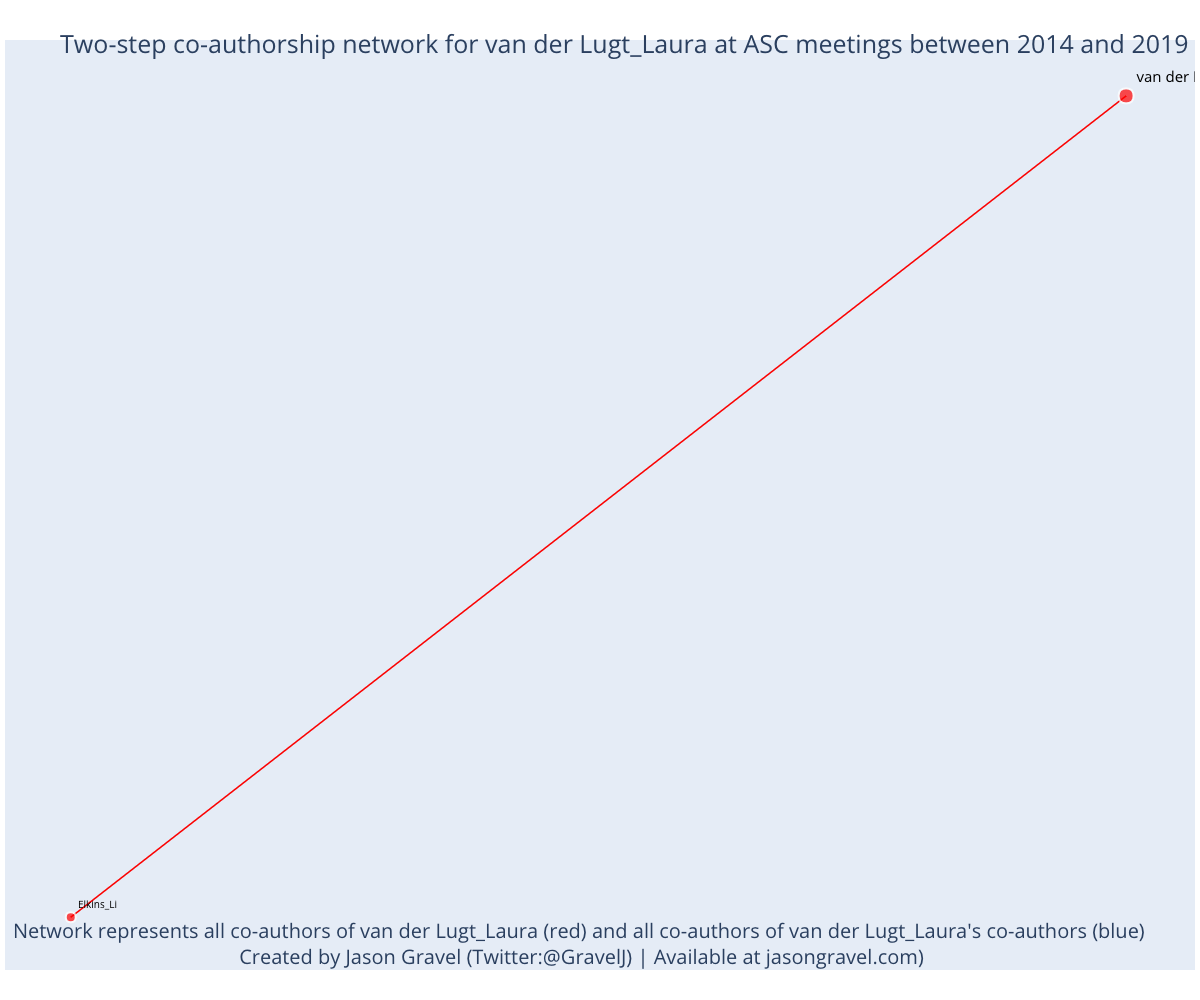 Two-step co-authorship network for van der Lugt_Laura at ASC meetings between 2014 and 2019
van der
Elkins_Li
Network represents all co-authors of van der Lugt_Laura (red) and all co-authors of van der Lugt_Laura's co-authors (blue)
Created by Jason Gravel (Twitter:@GravelJ) | Available at jasongravel.com)